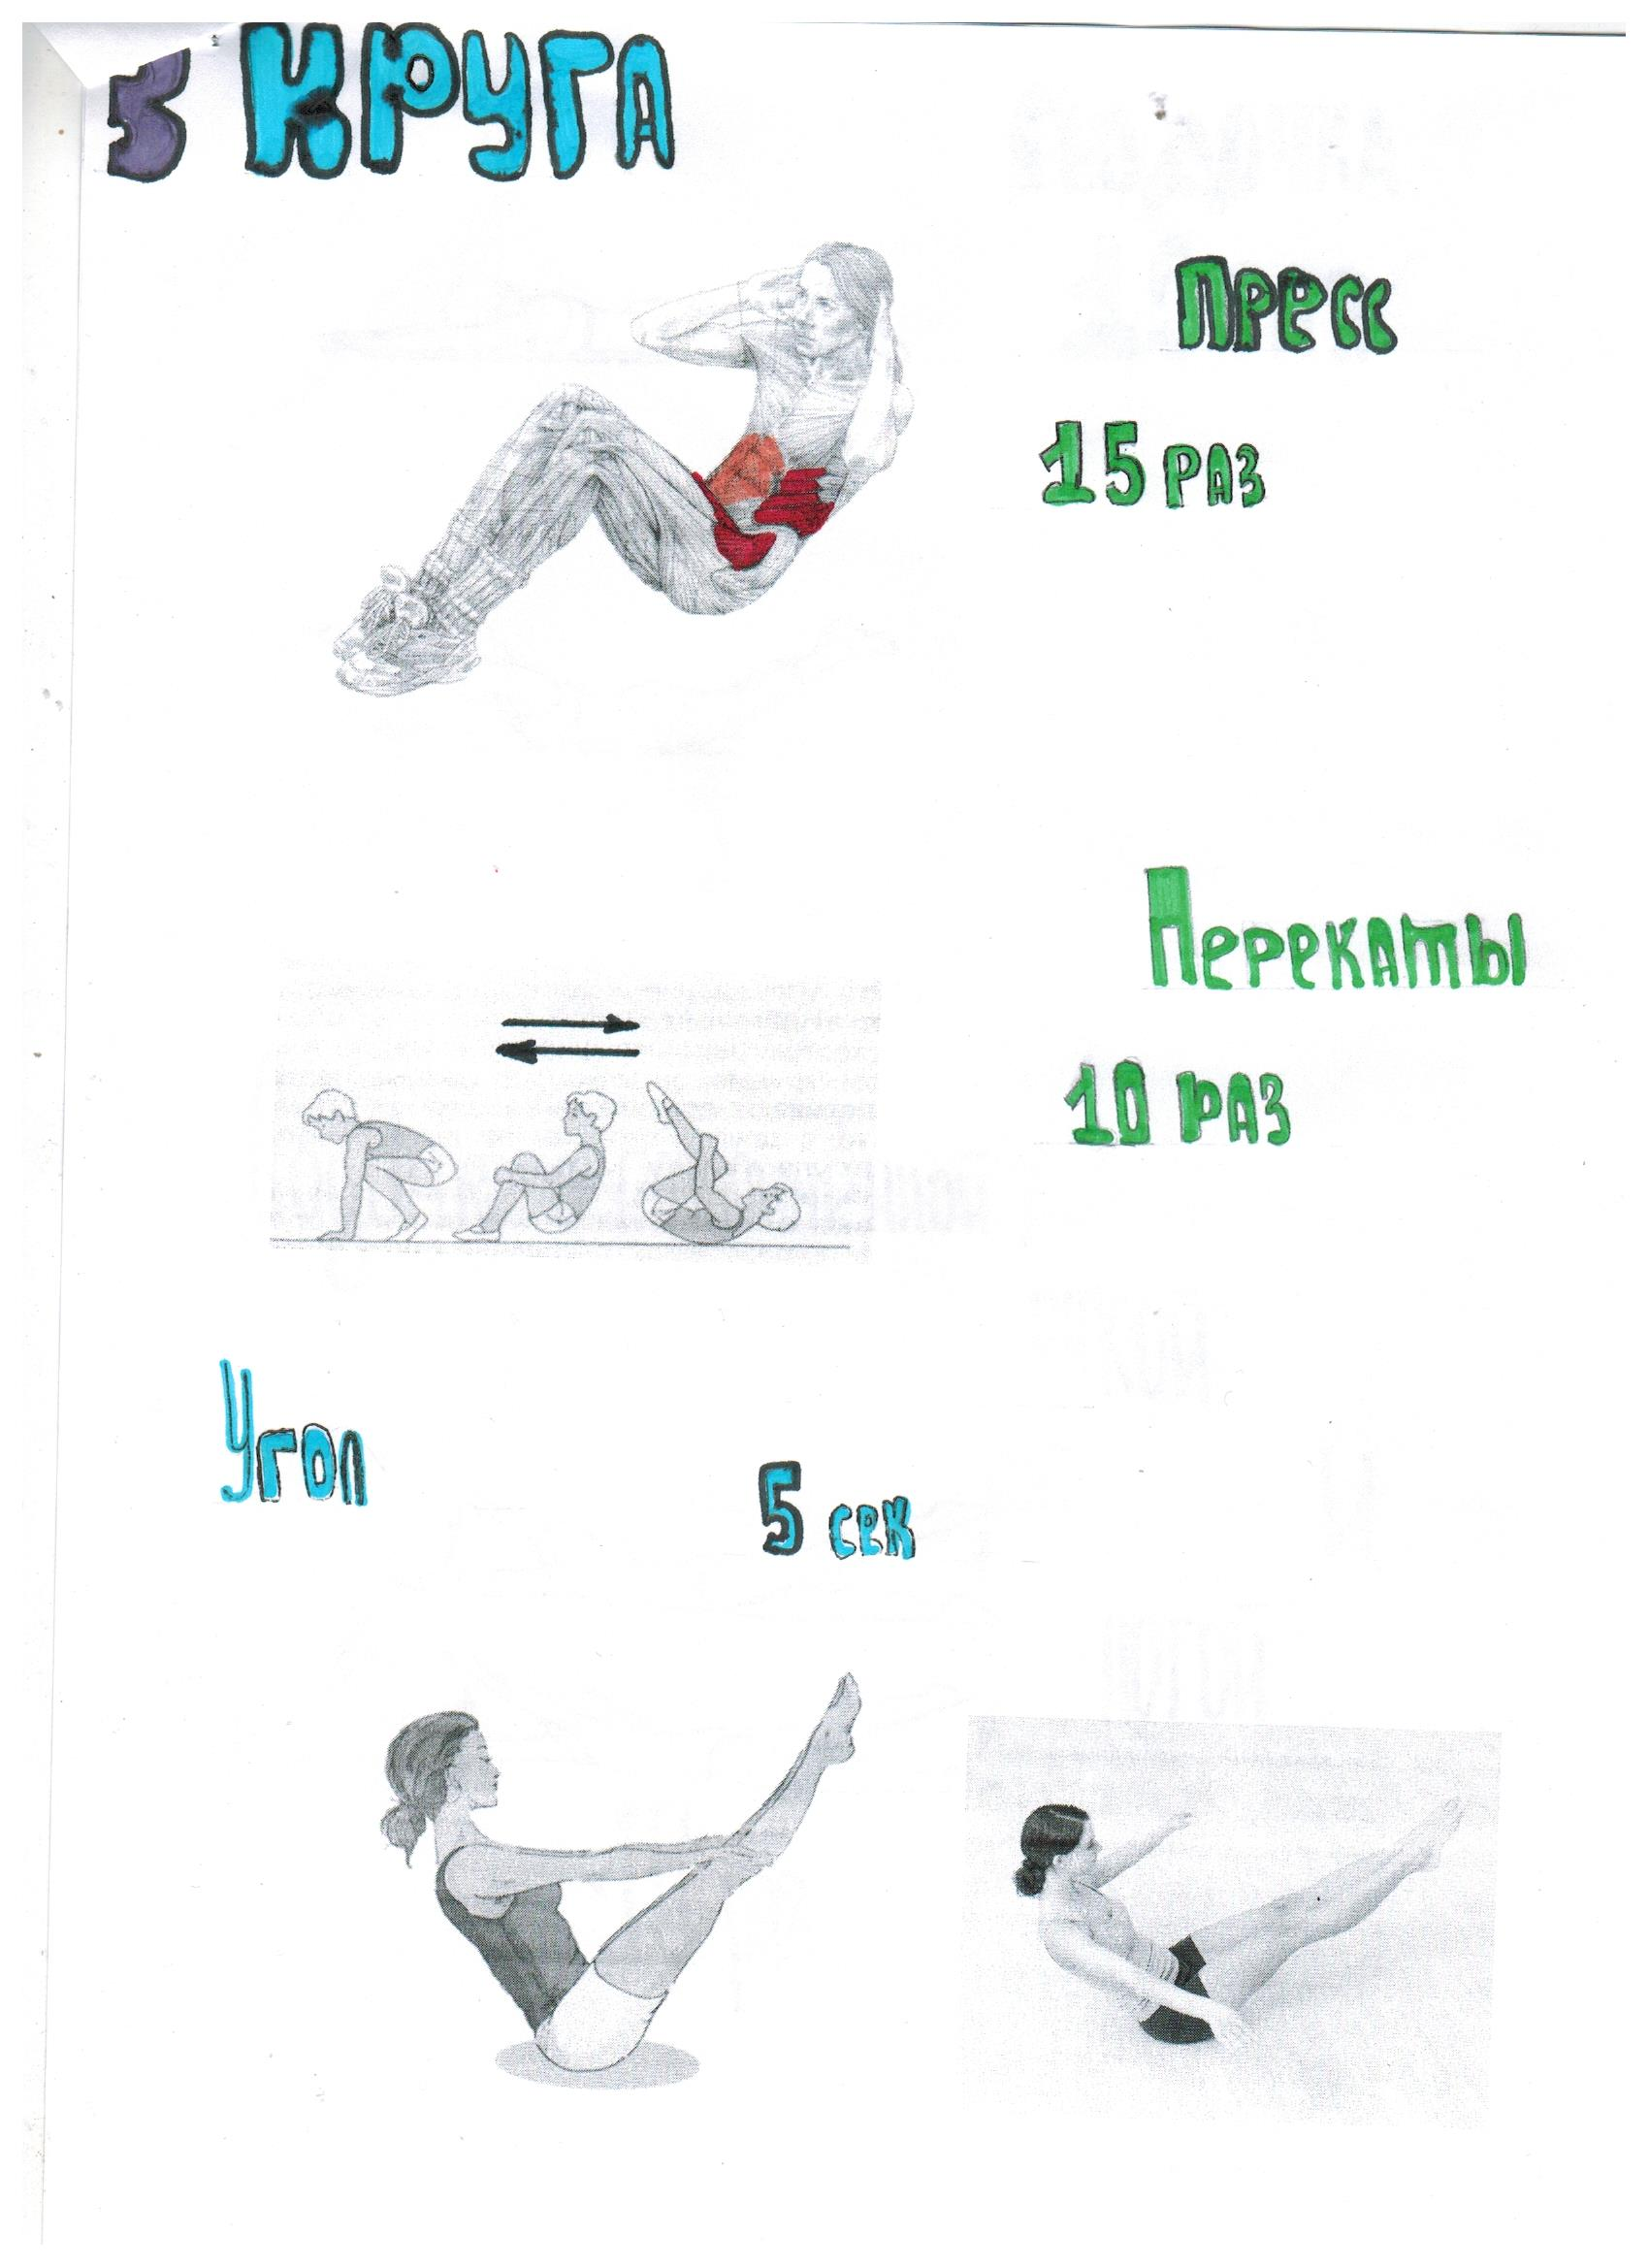 3 КРУГА
ПРЕСС
15 РАЗ
Перекаты
10 РАЗ
Угол
5 сек